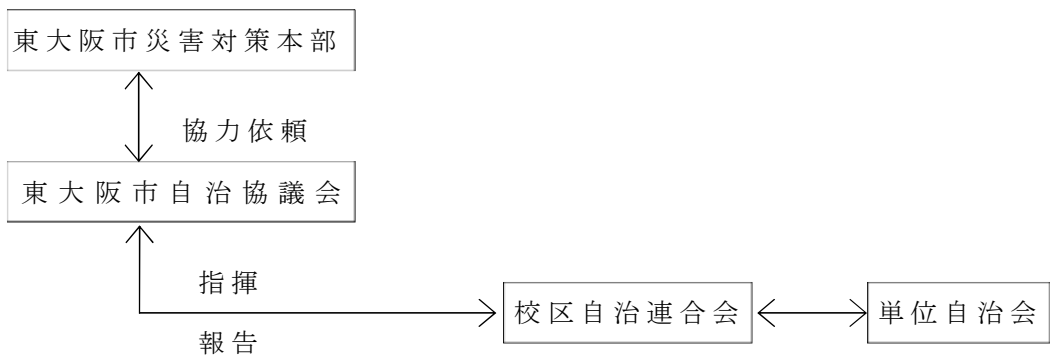 東大阪市災害対策本部
協力依頼
東大阪市自治協議会
指揮
校区自治連合会
単位自治会
報告